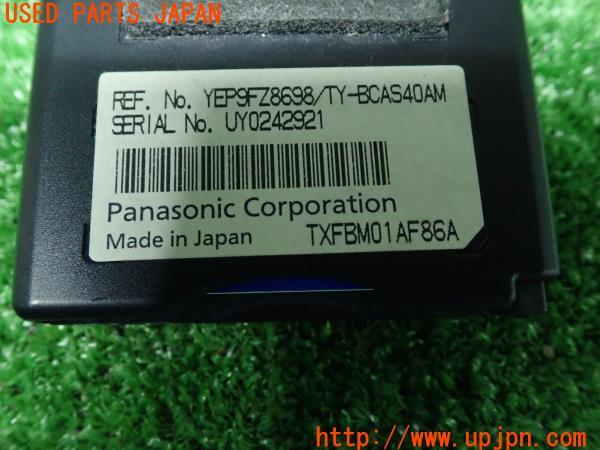 USED PARTS JAPAN
REF. No. YEP9FZ8698/TY-BCAS40AM
SERIAL No. UY0242921
Panasonic Corporation
Made in Japan TXFBM01AF86A
http://www.upjpn.com/